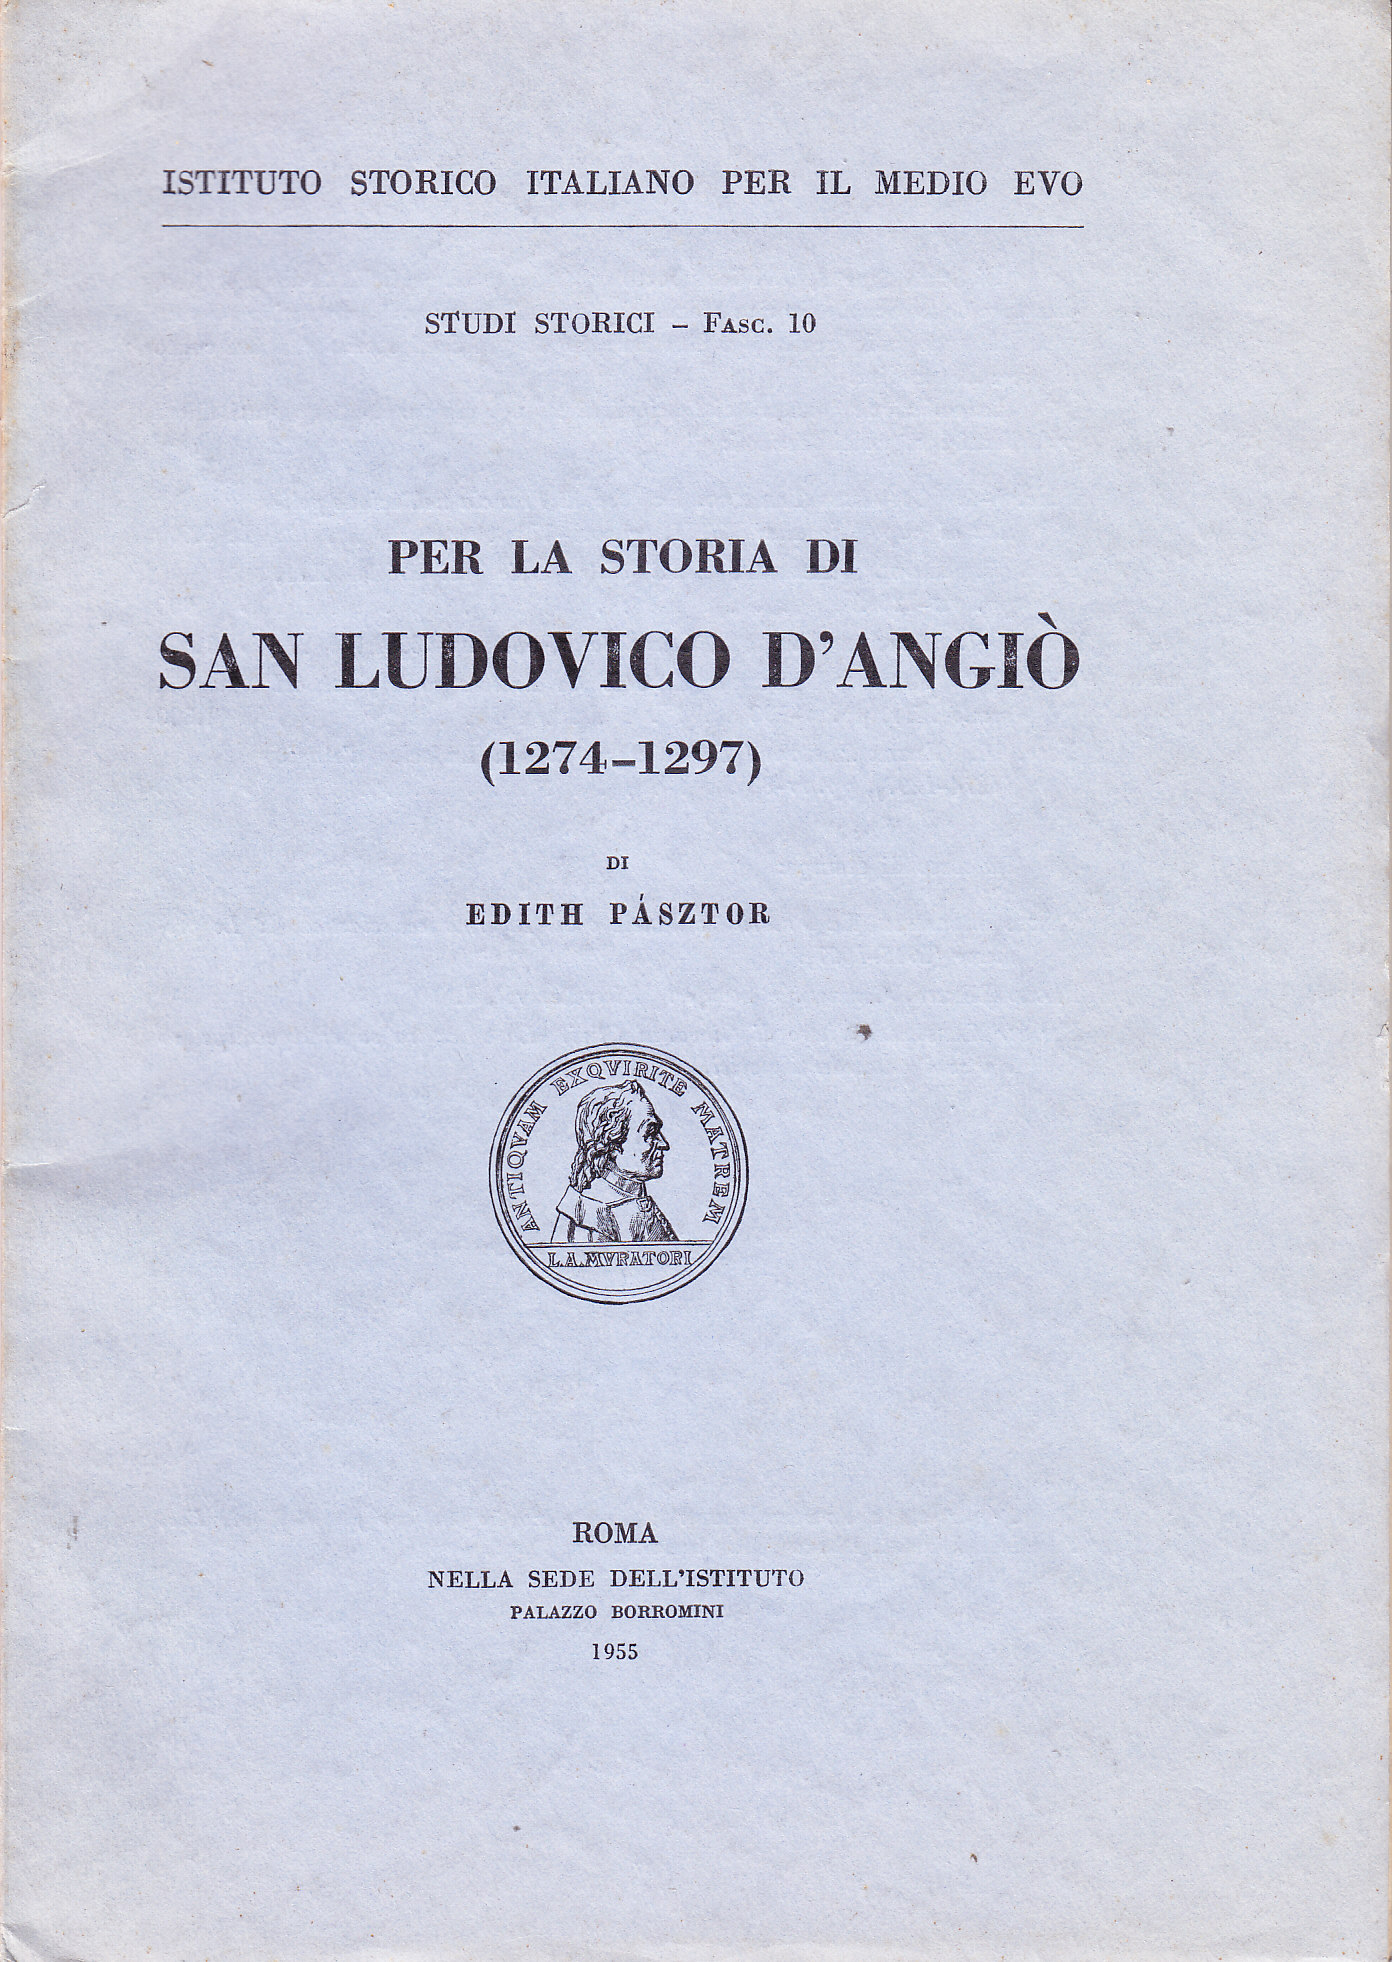 ISTITUTO STORICO ITALIANO PER IL MEDIO EVO
STUDI STORICI – FASC. 10
PER LA STORIA DI
SAN LUDOVICO D'ANGIÒ
(1274–1297)
DI
EDITH PÁSZTOR
ANTIQVAM EXQVIRITE MATREM
L.A.MVRATORI
ROMA
NELLA SEDE DELL'ISTITUTO
PALAZZO BORROMINI
1955